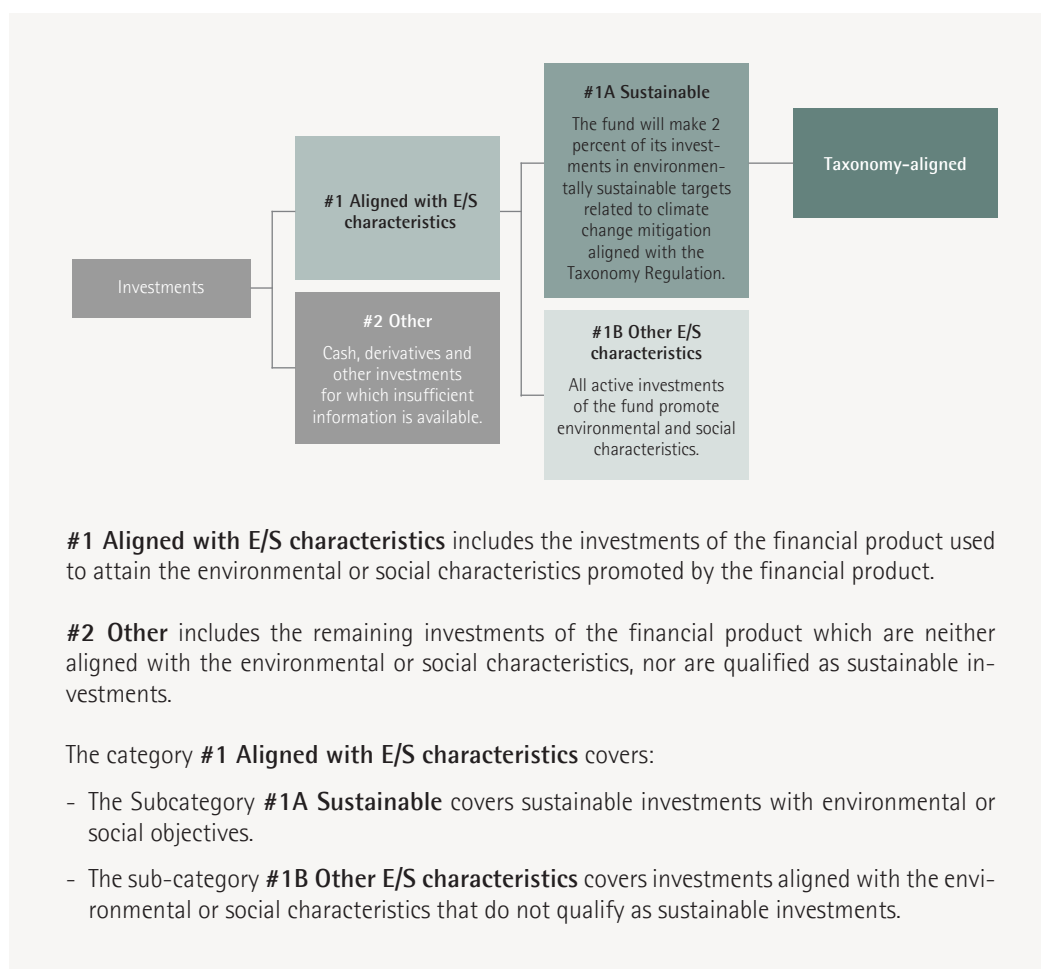 #1A Sustainable
The fund will make 2
percent of its invest-
ments in environmen-
tally sustainable targets
related to climate
change mitigation
aligned with the
Taxonomy Regulation.
Taxonomy-aligned
#1 Aligned with E/S
characteristics
Investments
#2 Other
Cash, derivatives and
other investments
for which insufficient
information is available.
#1B Other E/S
characteristics
All active investments
of the fund promote
environmental and social
characteristics.
#1 Aligned with E/S characteristics includes the investments of the financial product used
to attain the environmental or social characteristics promoted by the financial product.
#2 Other includes the remaining investments of the financial product which are neither
aligned with the environmental or social characteristics, nor are qualified as sustainable in-
vestments.
The category #1 Aligned with E/S characteristics covers:
- The Subcategory #1A Sustainable covers sustainable investments with environmental or
social objectives.
- The sub-category #1B Other E/S characteristics covers investments aligned with the envi-
ronmental or social characteristics that do not qualify as sustainable investments.